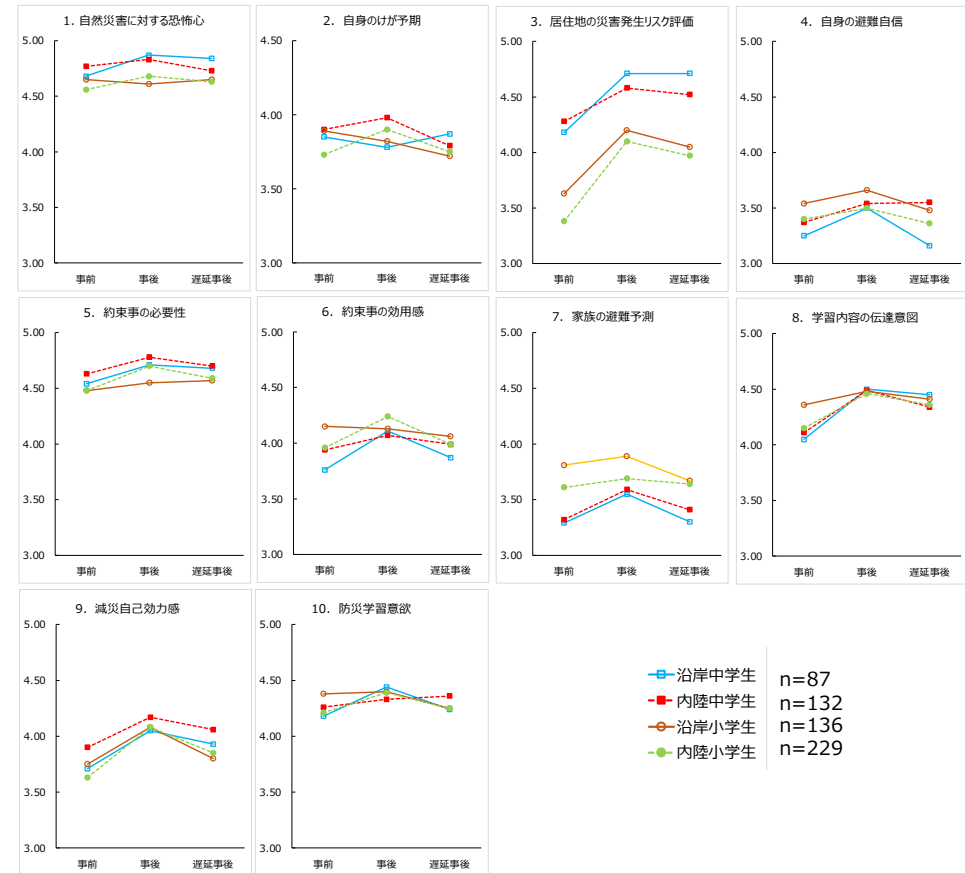 1. 自然災害に対する恐怖心
5.00
4.50
4.00
3.50
3.00
事前 事後 遅延事後
2. 自身のけが予期
4.50
4.00
3.50
3.00
事前 事後 遅延事後
3. 居住地の災害発生リスク評価
5.00
4.50
4.00
3.50
3.00
事前 事後 遅延事後
4. 自身の避難自信
5.00
4.50
4.00
3.50
3.00
事前 事後 遅延事後
5. 約束事の必要性
5.00
4.50
4.00
3.50
3.00
事前 事後 遅延事後
6. 約束事の効用感
5.00
4.50
4.00
3.50
3.00
事前 事後 遅延事後
7. 家族の避難予測
5.00
4.50
4.00
3.50
3.00
事前 事後 遅延事後
8. 学習内容の伝達意図
5.00
4.50
4.00
3.50
3.00
事前 事後 遅延事後
9. 減災自己効力感
5.00
4.50
4.00
3.50
3.00
事前 事後 遅延事後
10. 防災学習意欲
5.00
4.50
4.00
3.50
3.00
事前 事後 遅延事後
沿岸中学生 n=87
内陸中学生 n=132
沿岸小学生 n=136
内陸小学生 n=229